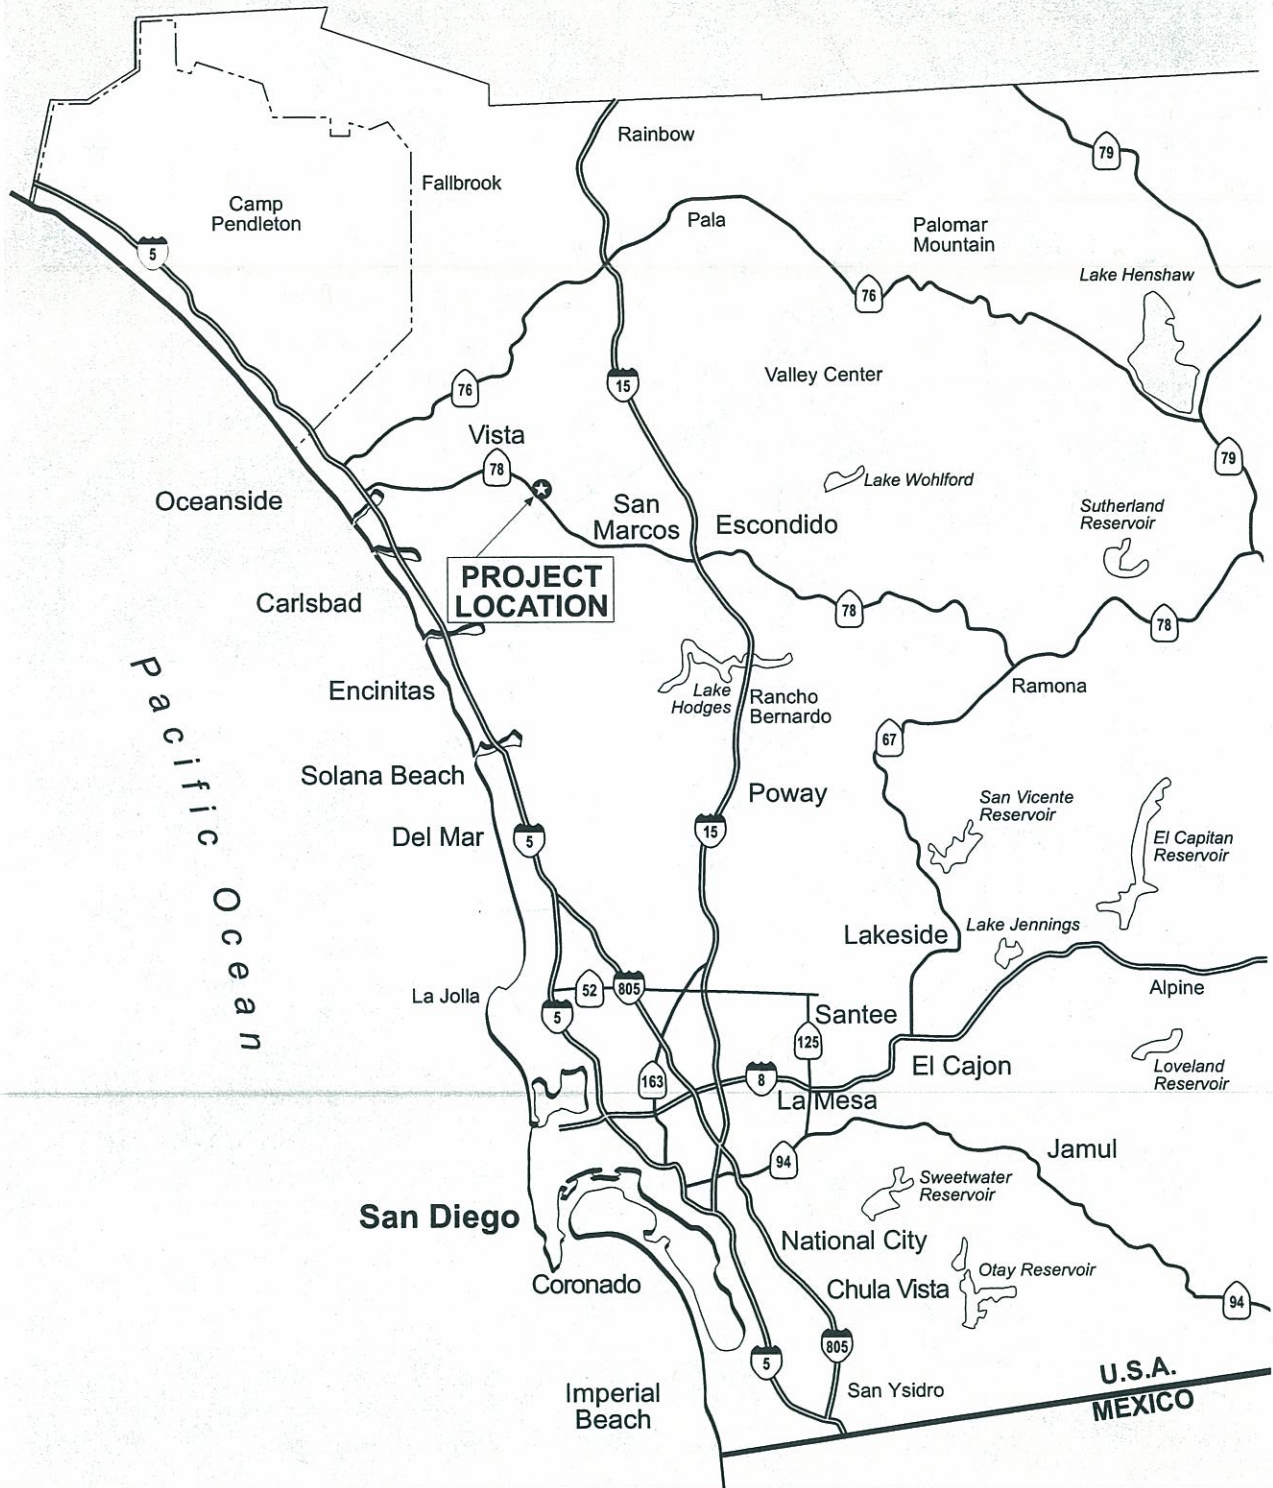 Rainbow
79
Fallbrook
Camp
Pendleton
Pala
Palomar
Mountain
5
Lake Henshaw
76
Valley Center
15
76
Vista
78
79
Lake Wohlford
Oceanside
San
Marcos
Escondido
Sutherland
Reservoir
PROJECT
LOCATION
Carlsbad
78
78
Pacific Ocean
Encinitas
Lake
Hodges
Rancho
Bernardo
Ramona
67
Solana Beach
Poway
San Vicente
Reservoir
Del Mar
5
15
El Capitan
Reservoir
Lakeside
Lake Jennings
La Jolla
52
805
Alpine
5
Santee
125
163
8
El Cajon
Loveland
Reservoir
La Mesa
94
Jamul
Sweetwater
Reservoir
San Diego
National City
Coronado
Chula Vista
Otay Reservoir
94
805
5
San Ysidro
U.S.A.
MEXICO
Imperial
Beach